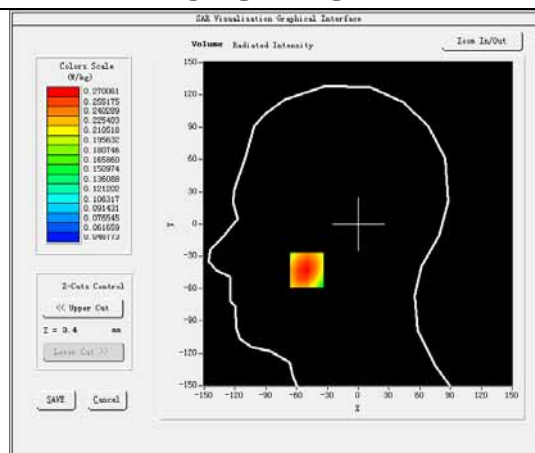 SAR Visualisation Graphical Interface
Volume Radiated Intensity
Zoom In/Out
Colors Scale
(W/kg)
0.270061
0.255175
0.240289
0.225403
0.210518
0.195632
0.180746
0.165860
0.150974
0.136088
0.121202
0.106317
0.091431
0.076545
0.061659
0.046773
Z-Cuts Control
<< Upper Cut
Z = 3.4 mm
Lower Cut >>
SAVE Cancel
150
120
90
60
30
0
-30
-60
-90
-120
-150
Y
-150 -120 -90 -60 -30 0 30 60 90 120 150
X